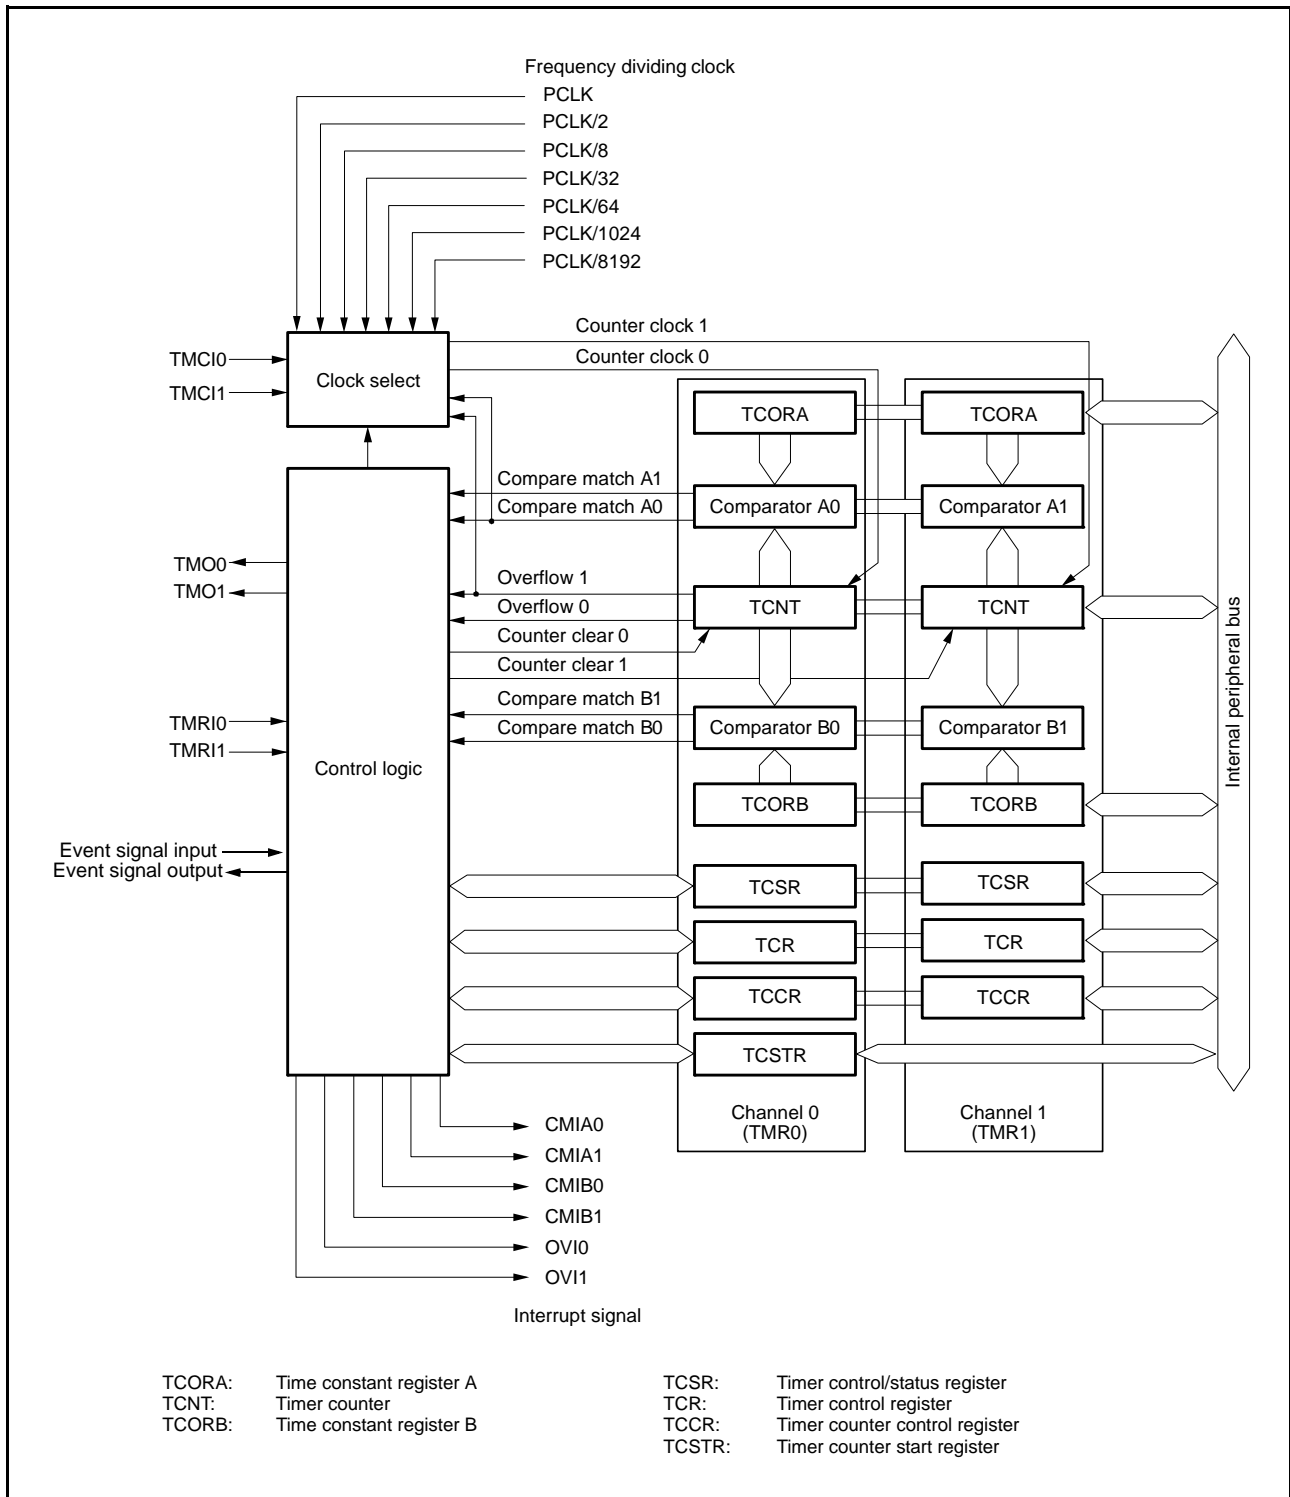 Frequency dividing clock
PCLK
PCLK/2
PCLK/8
PCLK/32
PCLK/64
PCLK/1024
PCLK/8192
Counter clock 1
Counter clock 0
TMCI0
TMCI1
Clock select
TCORA
TCORA
Compare match A1
Compare match A0
Comparator A0
Comparator A1
TMO0
TMO1
Overflow 1
Overflow 0
TCNT
TCNT
Counter clear 0
Counter clear 1
Internal peripheral bus
Compare match B1
Compare match B0
Comparator B0
Comparator B1
TMRI0
TMRI1
Control logic
TCORB
TCORB
Event signal input
Event signal output
TCSR
TCSR
TCR
TCR
TCCR
TCCR
TCSTR
Channel 0
(TMR0)
Channel 1
(TMR1)
CMIA0
CMIA1
CMIB0
CMIB1
OVI0
OVI1
Interrupt signal
TCORA: Time constant register A
TCNT: Timer counter
TCORB: Time constant register B
TCSR: Timer control/status register
TCR: Timer control register
TCCR: Timer counter control register
TCSTR: Timer counter start register